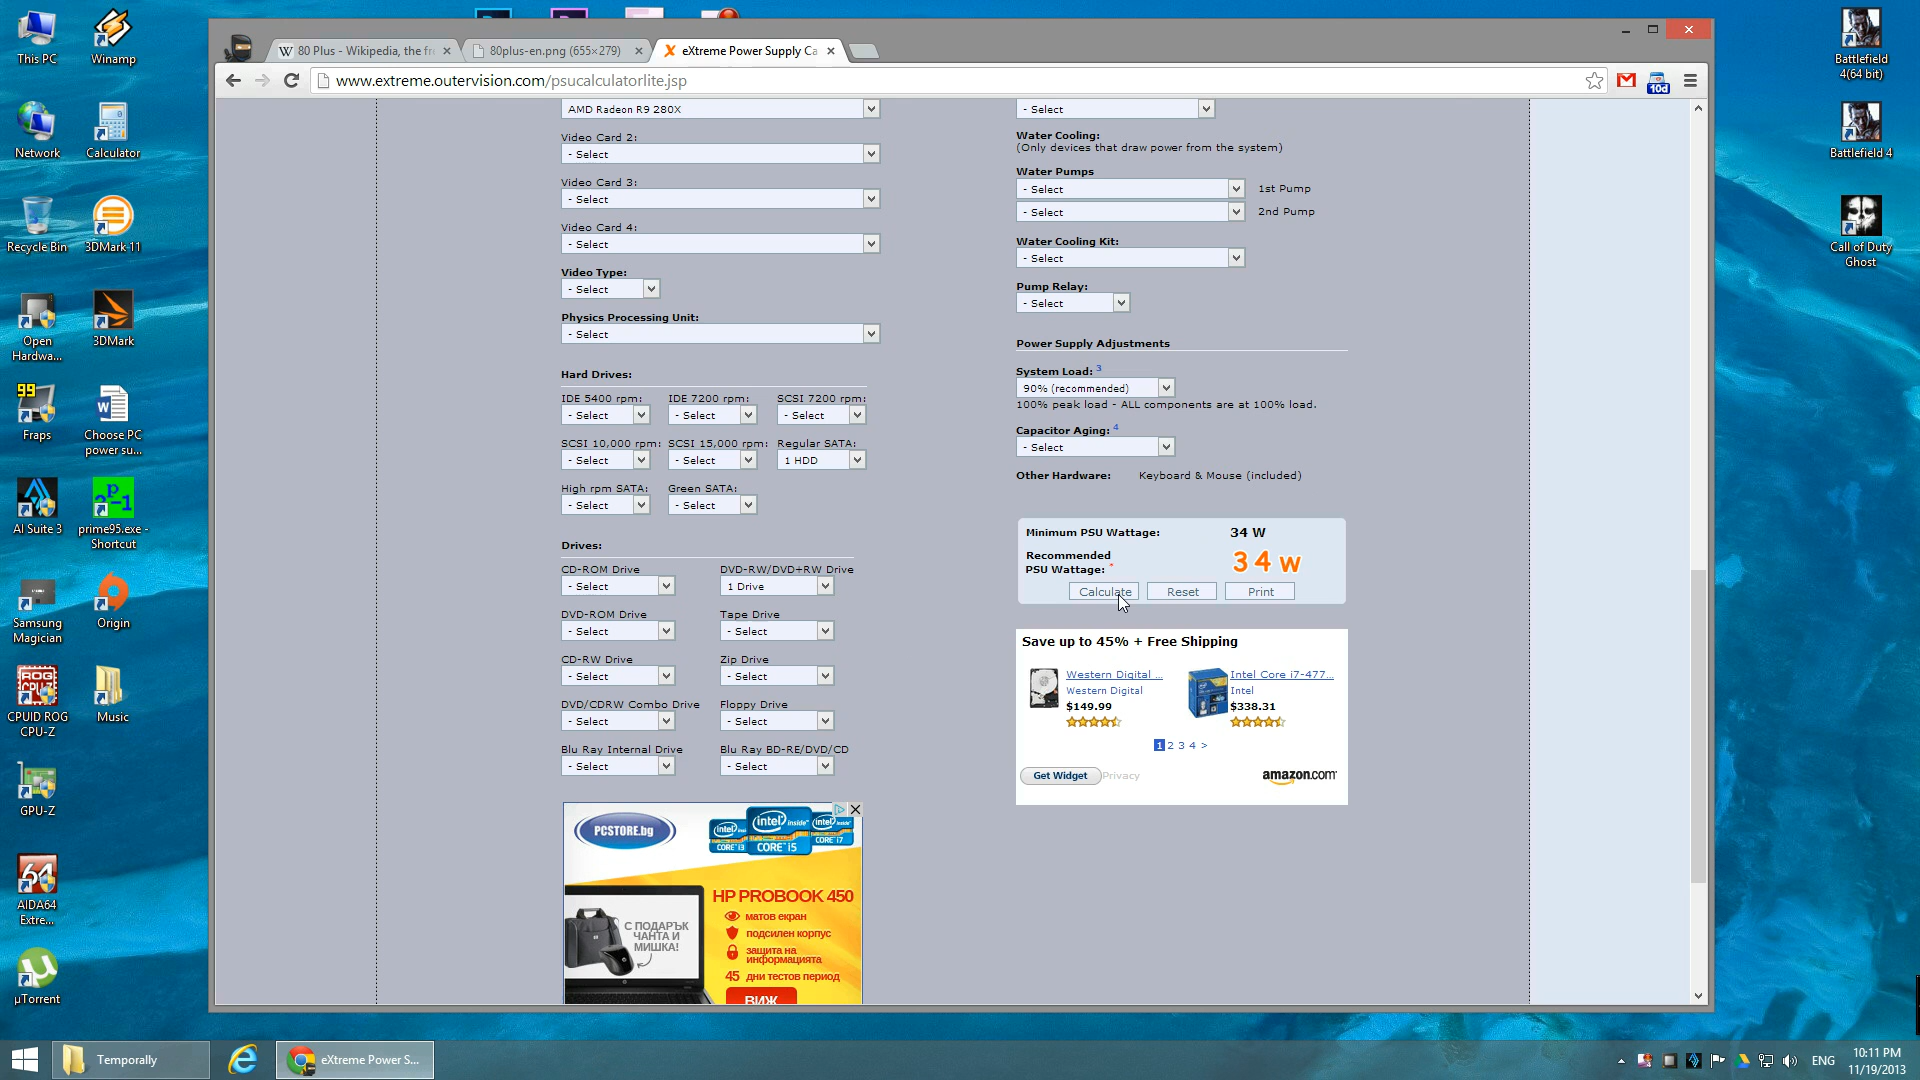 This PC
Winamp
Network
Calculator
Recycle Bin
3DMark 11
Open
Hardwa...
3DMark
99
Fraps
Choose PC
power su...
AI Suite 3
prime95.exe -
Shortcut
Samsung
Magician
Origin
ROG
CPU-Z
CPUID ROG
CPU-Z
Music
GPU-Z
64
AIDA64
Extre...
µTorrent
Battlefield
4(64 bit)
Battlefield 4
Call of Duty
Ghost
W 80 Plus - Wikipedia, the fr
80plus-en.png (655×279)
eXtreme Power Supply Ca
www.extreme.outervision.com/psucalculatorlite.jsp
10d
AMD Radeon R9 280X
Video Card 2:
- Select
Video Card 3:
- Select
Video Card 4:
- Select
Video Type:
- Select
Physics Processing Unit:
- Select
Hard Drives:
IDE 5400 rpm: IDE 7200 rpm: SCSI 7200 rpm:
- Select - Select - Select
SCSI 10,000 rpm: SCSI 15,000 rpm: Regular SATA:
- Select - Select 1 HDD
High rpm SATA: Green SATA:
- Select - Select
Drives:
CD-ROM Drive DVD-RW/DVD+RW Drive
- Select 1 Drive
DVD-ROM Drive Tape Drive
- Select - Select
CD-RW Drive Zip Drive
- Select - Select
DVD/CDRW Combo Drive Floppy Drive
- Select - Select
Blu Ray Internal Drive Blu Ray BD-RE/DVD/CD
- Select - Select
PCSTORE.bg
intel inside CORE i3
intel inside CORE i5
intel inside CORE i7
HP PROBOOK 450
матов екран
подсилен корпус
защита на
информацията
45 дни тестов период
С ПОДАРЪК
ЧАНТА И
МИШКА!
ВИЖ
- Select
Water Cooling:
(Only devices that draw power from the system)
Water Pumps
- Select 1st Pump
- Select 2nd Pump
Water Cooling Kit:
- Select
Pump Relay:
- Select
Power Supply Adjustments
System Load: 3
90% (recommended)
100% peak load - ALL components are at 100% load.
Capacitor Aging: 4
- Select
Other Hardware: Keyboard & Mouse (included)
Minimum PSU Wattage: 34 W
Recommended
PSU Wattage: * 34 w
Calculate Reset Print
Save up to 45% + Free Shipping
Western Digital ...
Western Digital
$149.99
Intel Core i7-477...
Intel
$338.31
1 2 3 4 >
Get Widget Privacy
amazon.com
Temporally
eXtreme Power S...
ENG
10:11 PM
11/19/2013